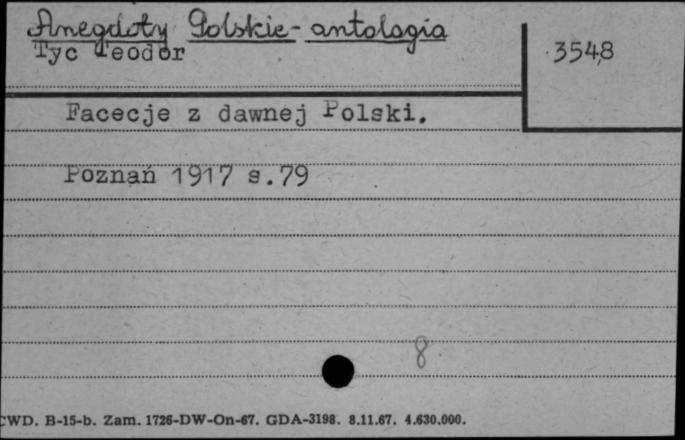 Anegdoty Polskie - antologia
Tyc Teodor
3548
Facecje z dawnej Polski.
Poznań 1917 s.79
8
CWD. B-15-b. Zam. 1726-DW-On-67. GDA-3198. 8.11.67. 4.630.000.